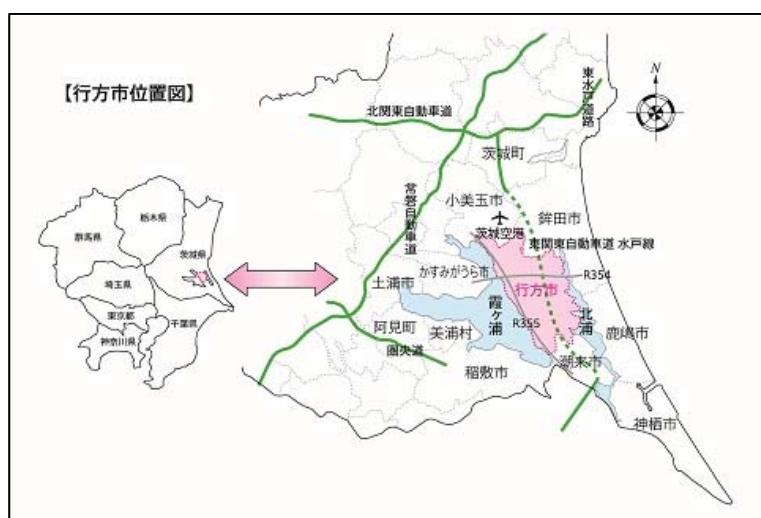 【行方市位置図】
N
東水戸道路
北関東自動車道
茨城町
常磐自動車道
小美玉市
鉾田市
茨城空港
東関東自動車道 水戸線
かすみがうら市
R354
土浦市
行方市
霞ヶ浦
北浦
R355
鹿嶋市
阿見町
美浦村
圏央道
潮来市
稲敷市
神栖市
栃木県
群馬県
茨城県
埼玉県
東京都
千葉県
神奈川県